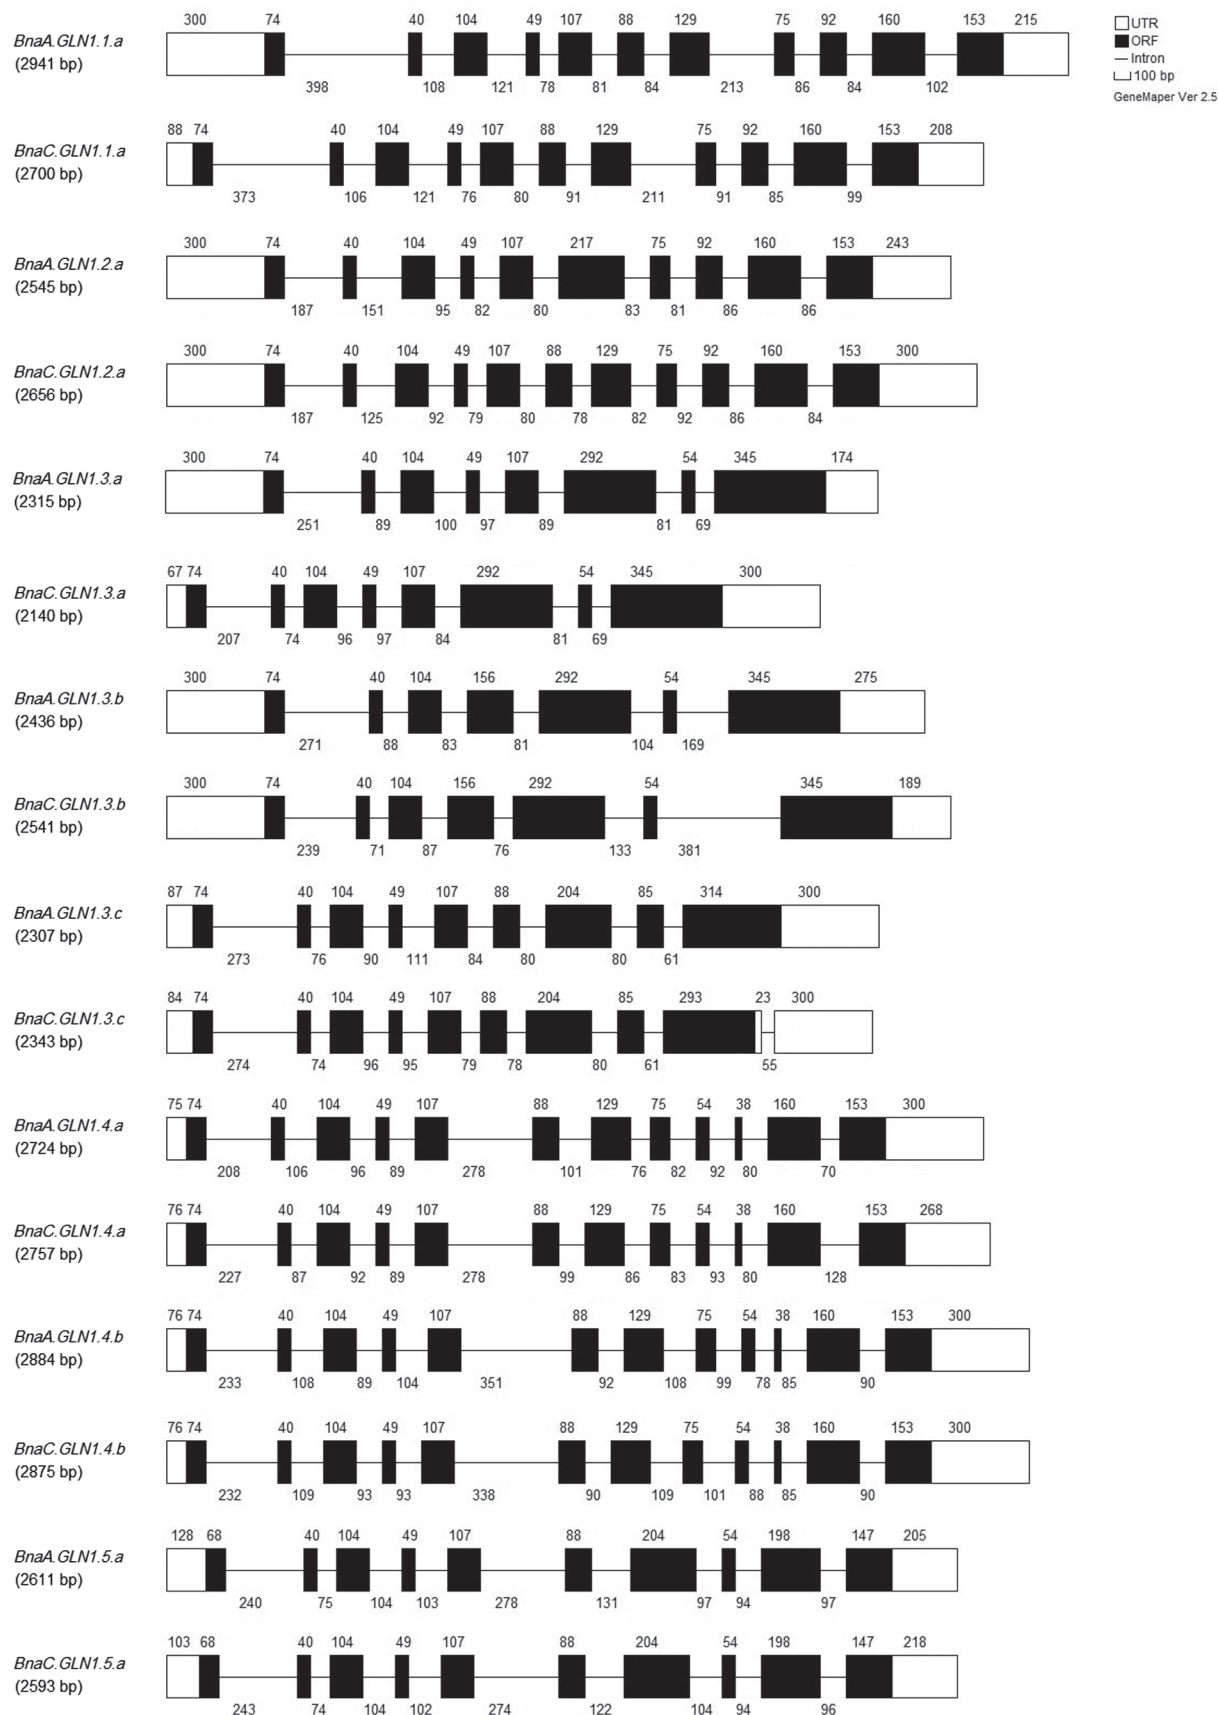 300 74 40 104 49 107 88 129 75 92 160 153 215
BnaA.GLN1.1.a
(2941 bp)
398 108 121 78 81 84 213 86 84 102
UTR
ORF
Intron
100 bp
GeneMaper Ver 2.5
88 74 40 104 49 107 88 129 75 92 160 153 208
BnaC.GLN1.1.a
(2700 bp)
373 106 121 76 80 91 211 91 85 99
300 74 40 104 49 107 217 75 92 160 153 243
BnaA.GLN1.2.a
(2545 bp)
187 151 95 82 80 83 81 86 86
300 74 40 104 49 107 88 129 75 92 160 153 300
BnaC.GLN1.2.a
(2656 bp)
187 125 92 79 80 78 82 92 86 84
300 74 40 104 49 107 292 54 345 174
BnaA.GLN1.3.a
(2315 bp)
251 89 100 97 89 81 69
67 74 40 104 49 107 292 54 345 300
BnaC.GLN1.3.a
(2140 bp)
207 74 96 97 84 81 69
300 74 40 104 156 292 54 345 275
BnaA.GLN1.3.b
(2436 bp)
271 88 83 81 104 169
300 74 40 104 156 292 54 345 189
BnaC.GLN1.3.b
(2541 bp)
239 71 87 76 133 381
87 74 40 104 49 107 88 204 85 314 300
BnaA.GLN1.3.c
(2307 bp)
273 76 90 111 84 80 80 61
84 74 40 104 49 107 88 204 85 293 23 300
BnaC.GLN1.3.c
(2343 bp)
274 74 96 95 79 78 80 61 55
75 74 40 104 49 107 88 129 75 54 38 160 153 300
BnaA.GLN1.4.a
(2724 bp)
208 106 96 89 278 101 76 82 92 80 70
76 74 40 104 49 107 88 129 75 54 38 160 153 268
BnaC.GLN1.4.a
(2757 bp)
227 87 92 89 278 99 86 83 93 80 128
76 74 40 104 49 107 88 129 75 54 38 160 153 300
BnaA.GLN1.4.b
(2884 bp)
233 108 89 104 351 92 108 99 78 85 90
76 74 40 104 49 107 88 129 75 54 38 160 153 300
BnaC.GLN1.4.b
(2875 bp)
232 109 93 93 338 90 109 101 88 85 90
128 68 40 104 49 107 88 204 54 198 147 205
BnaA.GLN1.5.a
(2611 bp)
240 75 104 103 278 131 97 94 97
103 68 40 104 49 107 88 204 54 198 147 218
BnaC.GLN1.5.a
(2593 bp)
243 74 104 102 274 122 104 94 96